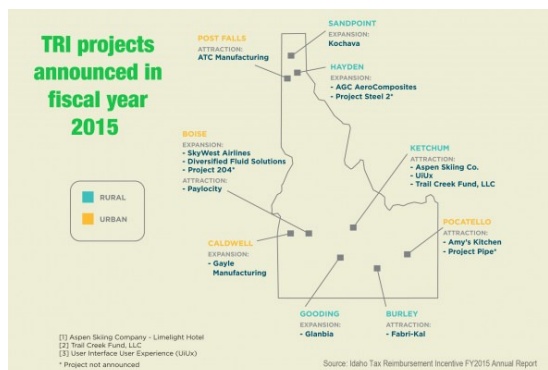 TRI projects
announced in
fiscal year
2015
SANDPOINT
EXPANSION:
Kochava
POST FALLS
ATTRACTION:
ATC Manufacturing
HAYDEN
EXPANSION:
- AGC AeroComposites
- Project Steel 2*
BOISE
EXPANSION:
- SkyWest Airlines
- Diversified Fluid Solutions
- Project 204*
ATTRACTION:
- Paylocity
KETCHUM
ATTRACTION:
- Aspen Skiing Co.
- UiUx
- Trail Creek Fund, LLC
RURAL
URBAN
CALDWELL
EXPANSION:
- Gayle
Manufacturing
POCATELLO
ATTRACTION:
- Amy's Kitchen
- Project Pipe*
GOODING
EXPANSION:
- Glanbia
BURLEY
ATTRACTION:
- Fabri-Kal
[1] Aspen Skiing Company - Limelight Hotel
[2] Trail Creek Fund, LLC
[3] User Interface User Experience (UiUx)
* Project not announced
Source: Idaho Tax Reimbursement Incentive FY2015 Annual Report